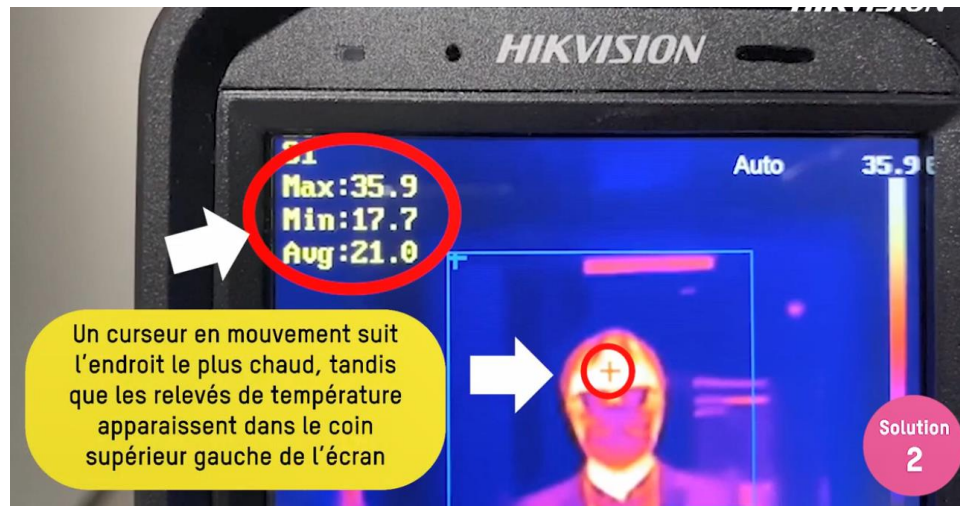 HIKVISION
S1
Max:35.9
Min:17.7
Avg:21.0
Auto
35.9
Un curseur en mouvement suit
l'endroit le plus chaud, tandis
que les relevés de température
apparaissent dans le coin
supérieur gauche de l'écran
Solution
2